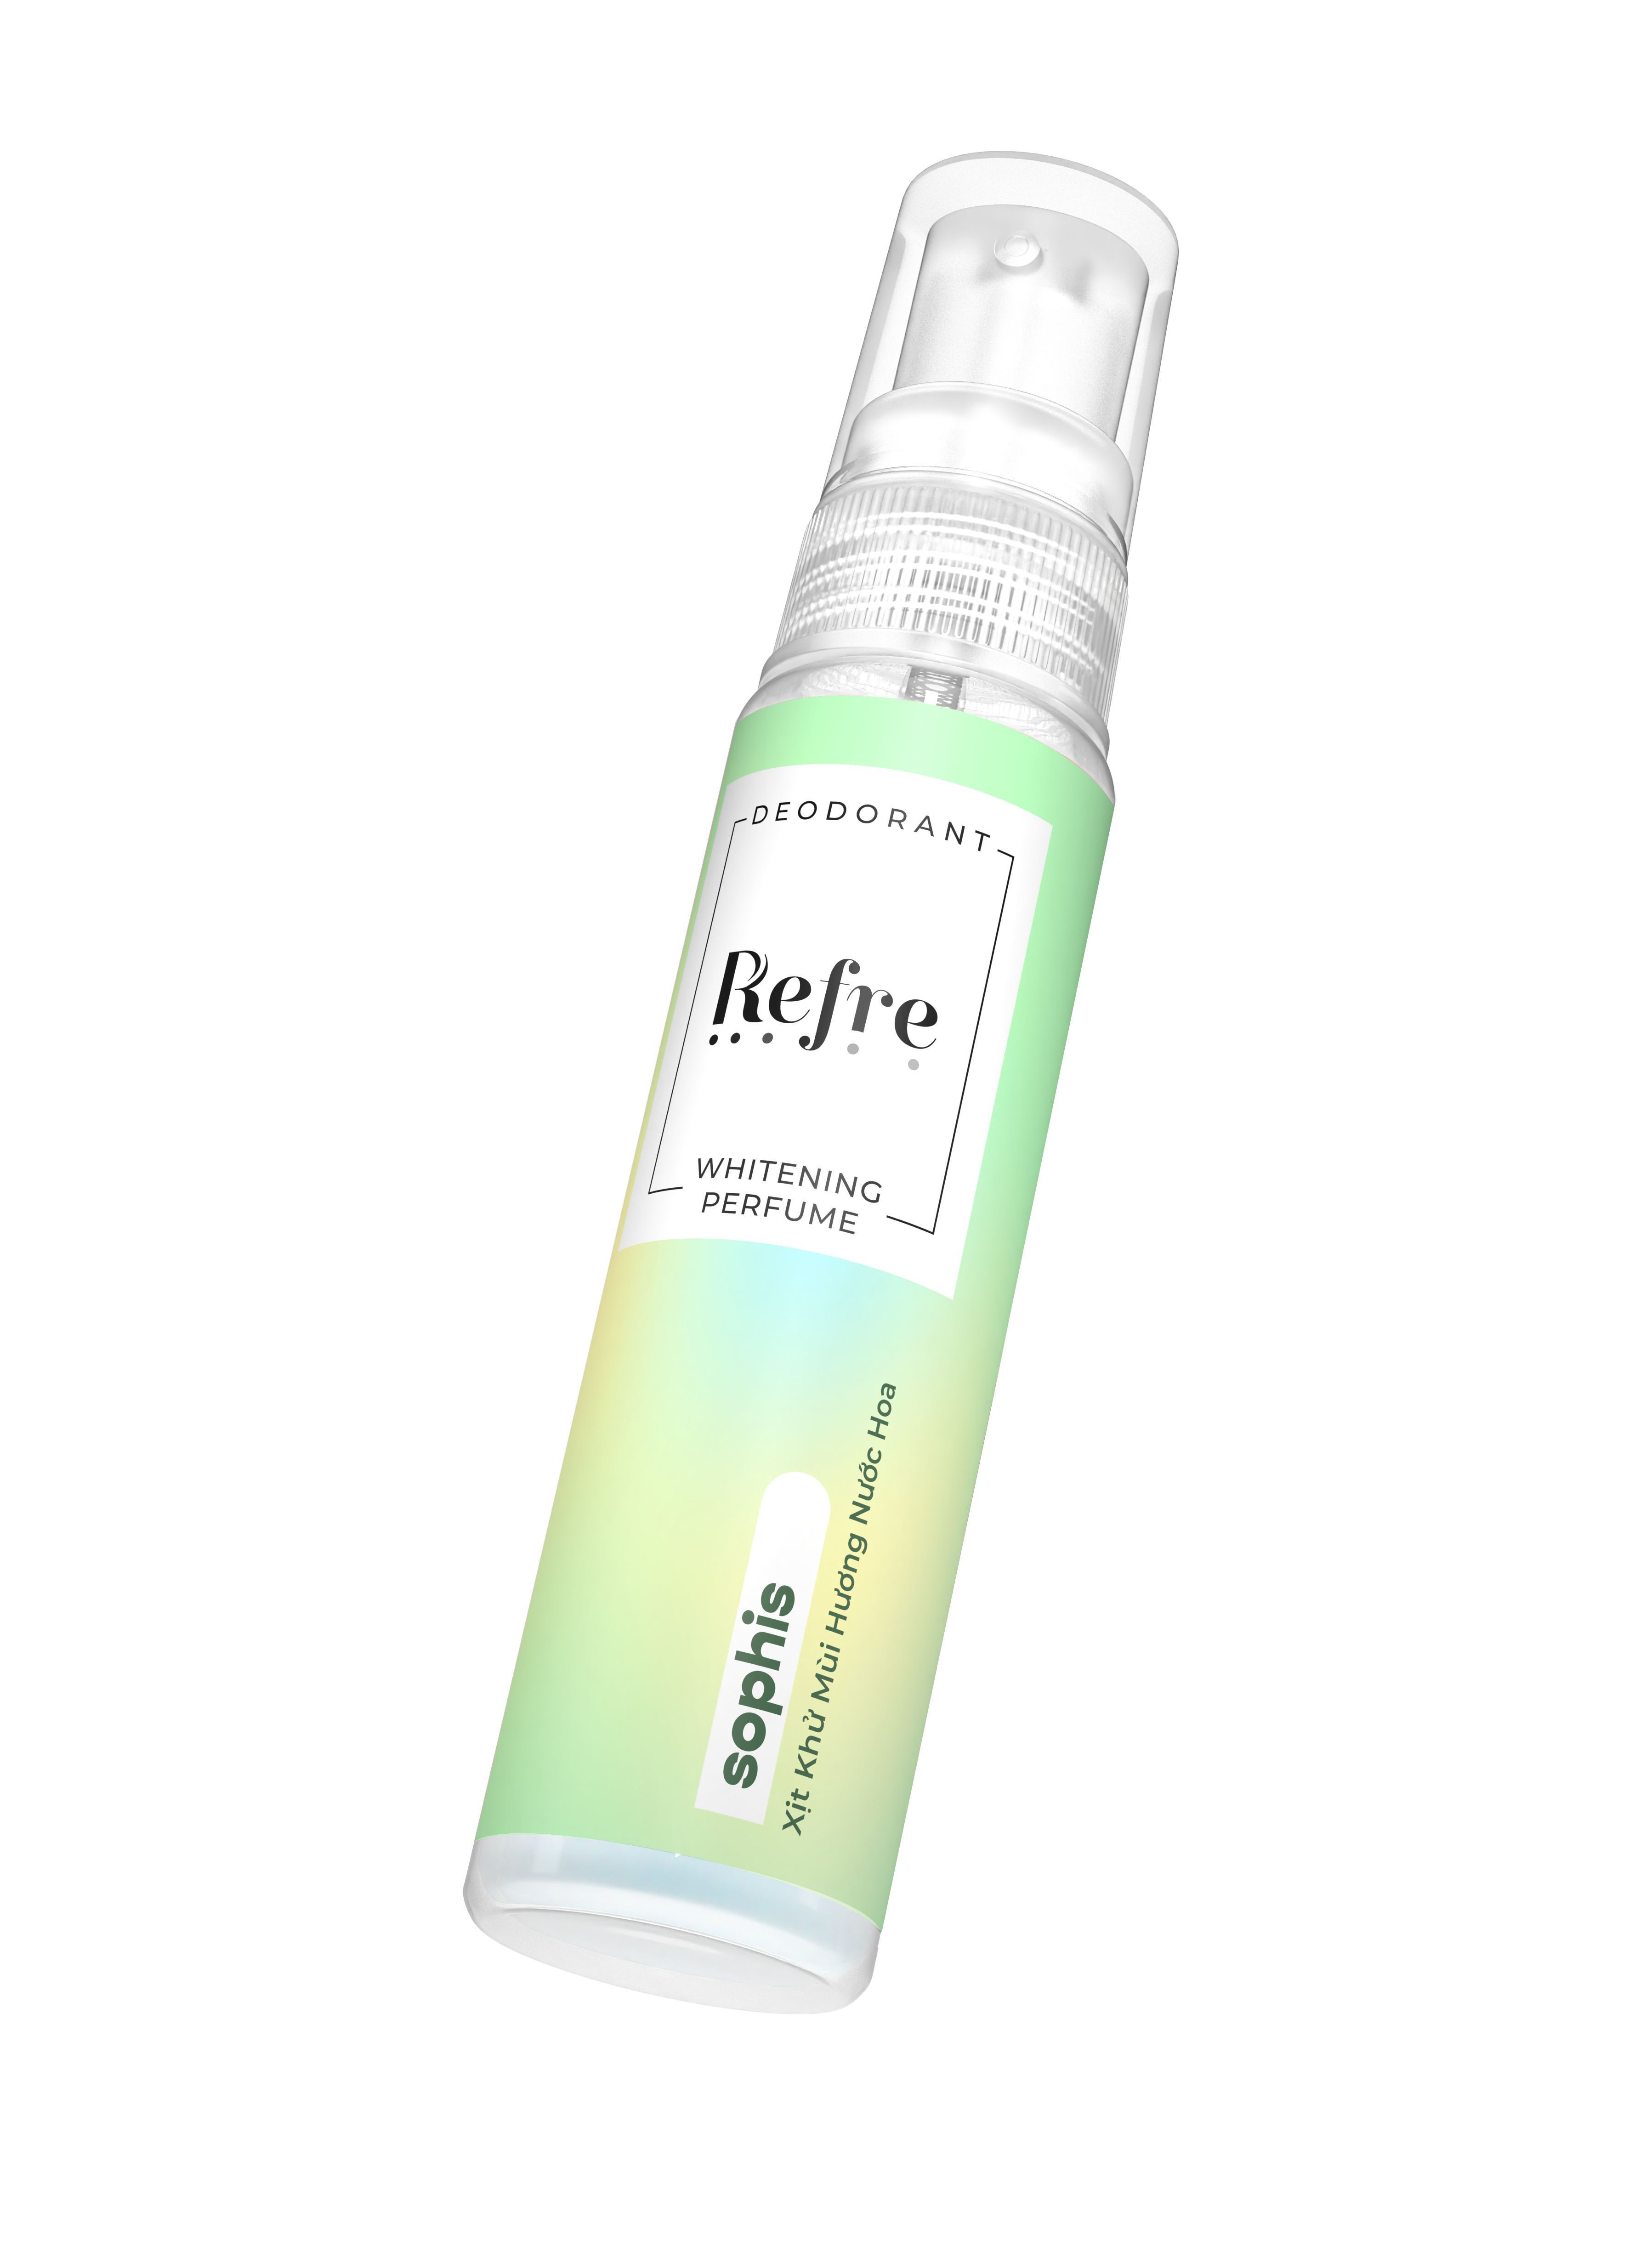 DEODORANT
Refre
WHITENING
PERFUME
sophis
Xịt Khử Mùi Hương Nước Hoa